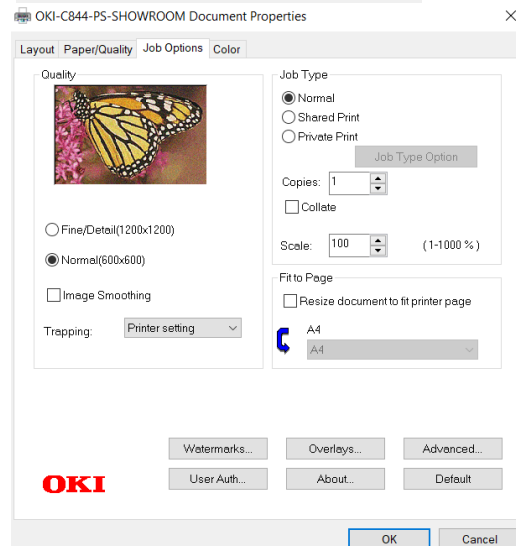 OKI-C844-PS-SHOWROOM Document Properties
Layout Paper/Quality Job Options Color
Quality
Fine/Detail(1200x1200)
Normal(600x600)
Image Smoothing
Trapping: Printer setting
Job Type
Normal
Shared Print
Private Print
Job Type Option
Copies: 1
Collate
Scale: 100 (1-1000 %)
Fit to Page
Resize document to fit printer page
A4
A4
Watermarks... Overlays... Advanced...
OKI User Auth... About... Default
OK Cancel